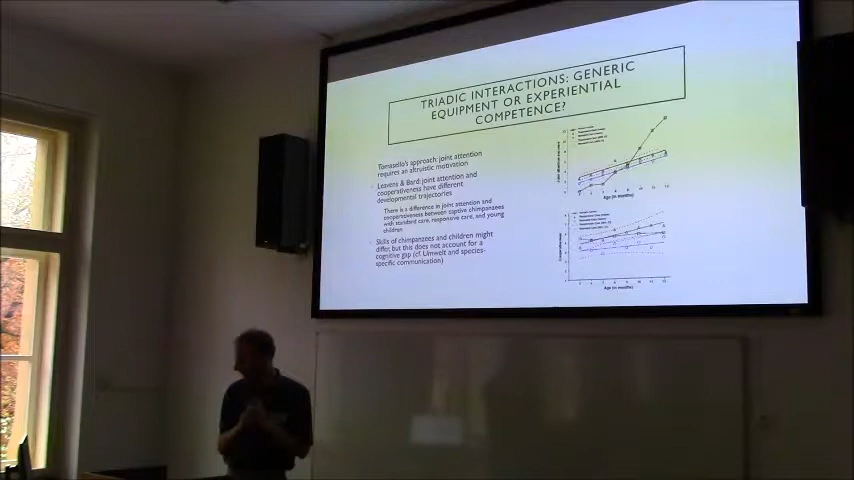 TRIADIC INTERACTIONS: GENERIC
EQUIPMENT OR EXPERIENTIAL
COMPETENCE?
Tomasello's approach: joint attention
requires an altruistic motivation
Leavens & Bard: joint attention and
cooperativeness have different
developmental trajectories
There is a difference in joint attention and
cooperativeness between captive chimpanzees
with standard care, responsive care, and young
children
Skills of chimpanzees and children might
differ, but this does not account for a
cognitive gap (cf. Umwelt and species-
specific communication)
Age (in months)
Age (in months)